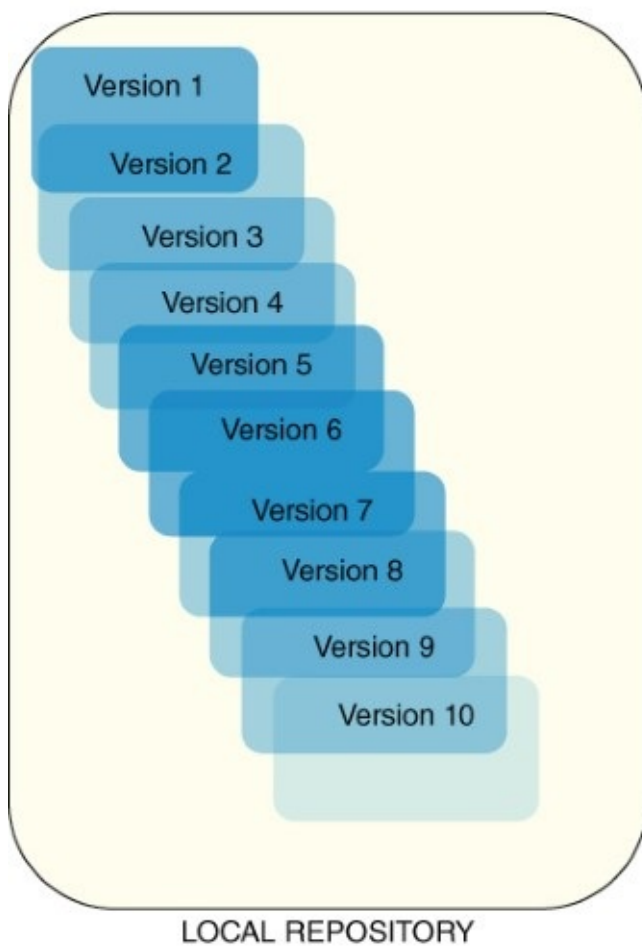 Version 1
Version 2
Version 3
Version 4
Version 5
Version 6
Version 7
Version 8
Version 9
Version 10
LOCAL REPOSITORY